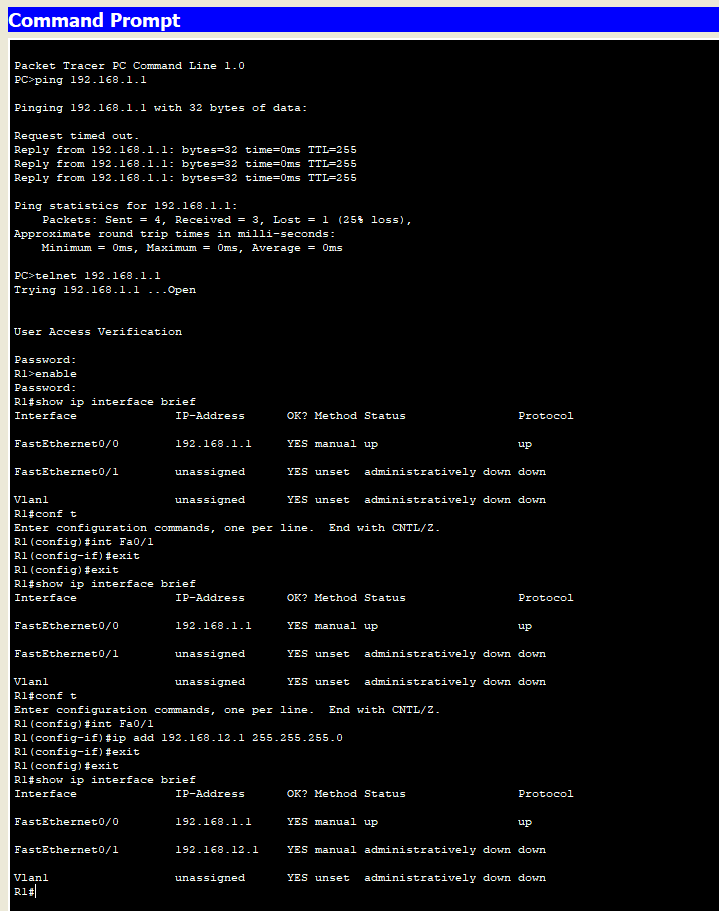 Command Prompt
Packet Tracer PC Command Line 1.0
PC>ping 192.168.1.1
Pinging 192.168.1.1 with 32 bytes of data:
Request timed out.
Reply from 192.168.1.1: bytes=32 time=0ms TTL=255
Reply from 192.168.1.1: bytes=32 time=0ms TTL=255
Reply from 192.168.1.1: bytes=32 time=0ms TTL=255
Ping statistics for 192.168.1.1:
    Packets: Sent = 4, Received = 3, Lost = 1 (25% loss),
Approximate round trip times in milli-seconds:
    Minimum = 0ms, Maximum = 0ms, Average = 0ms
PC>telnet 192.168.1.1
Trying 192.168.1.1 ...Open
User Access Verification
Password:
R1>enable
Password:
R1#show ip interface brief
Interface              IP-Address      OK? Method Status                Protocol
FastEthernet0/0        192.168.1.1     YES manual up                    up
FastEthernet0/1        unassigned      YES unset  administratively down down
Vlan1                  unassigned      YES unset  administratively down down
R1#conf t
Enter configuration commands, one per line.  End with CNTL/Z.
R1(config)#int Fa0/1
R1(config-if)#exit
R1(config)#exit
R1#show ip interface brief
Interface              IP-Address      OK? Method Status                Protocol
FastEthernet0/0        192.168.1.1     YES manual up                    up
FastEthernet0/1        unassigned      YES unset  administratively down down
Vlan1                  unassigned      YES unset  administratively down down
R1#conf t
Enter configuration commands, one per line.  End with CNTL/Z.
R1(config)#int Fa0/1
R1(config-if)#ip add 192.168.12.1 255.255.255.0
R1(config-if)#exit
R1(config)#exit
R1#show ip interface brief
Interface              IP-Address      OK? Method Status                Protocol
FastEthernet0/0        192.168.1.1     YES manual up                    up
FastEthernet0/1        192.168.12.1    YES manual administratively down down
Vlan1                  unassigned      YES unset  administratively down down
R1#